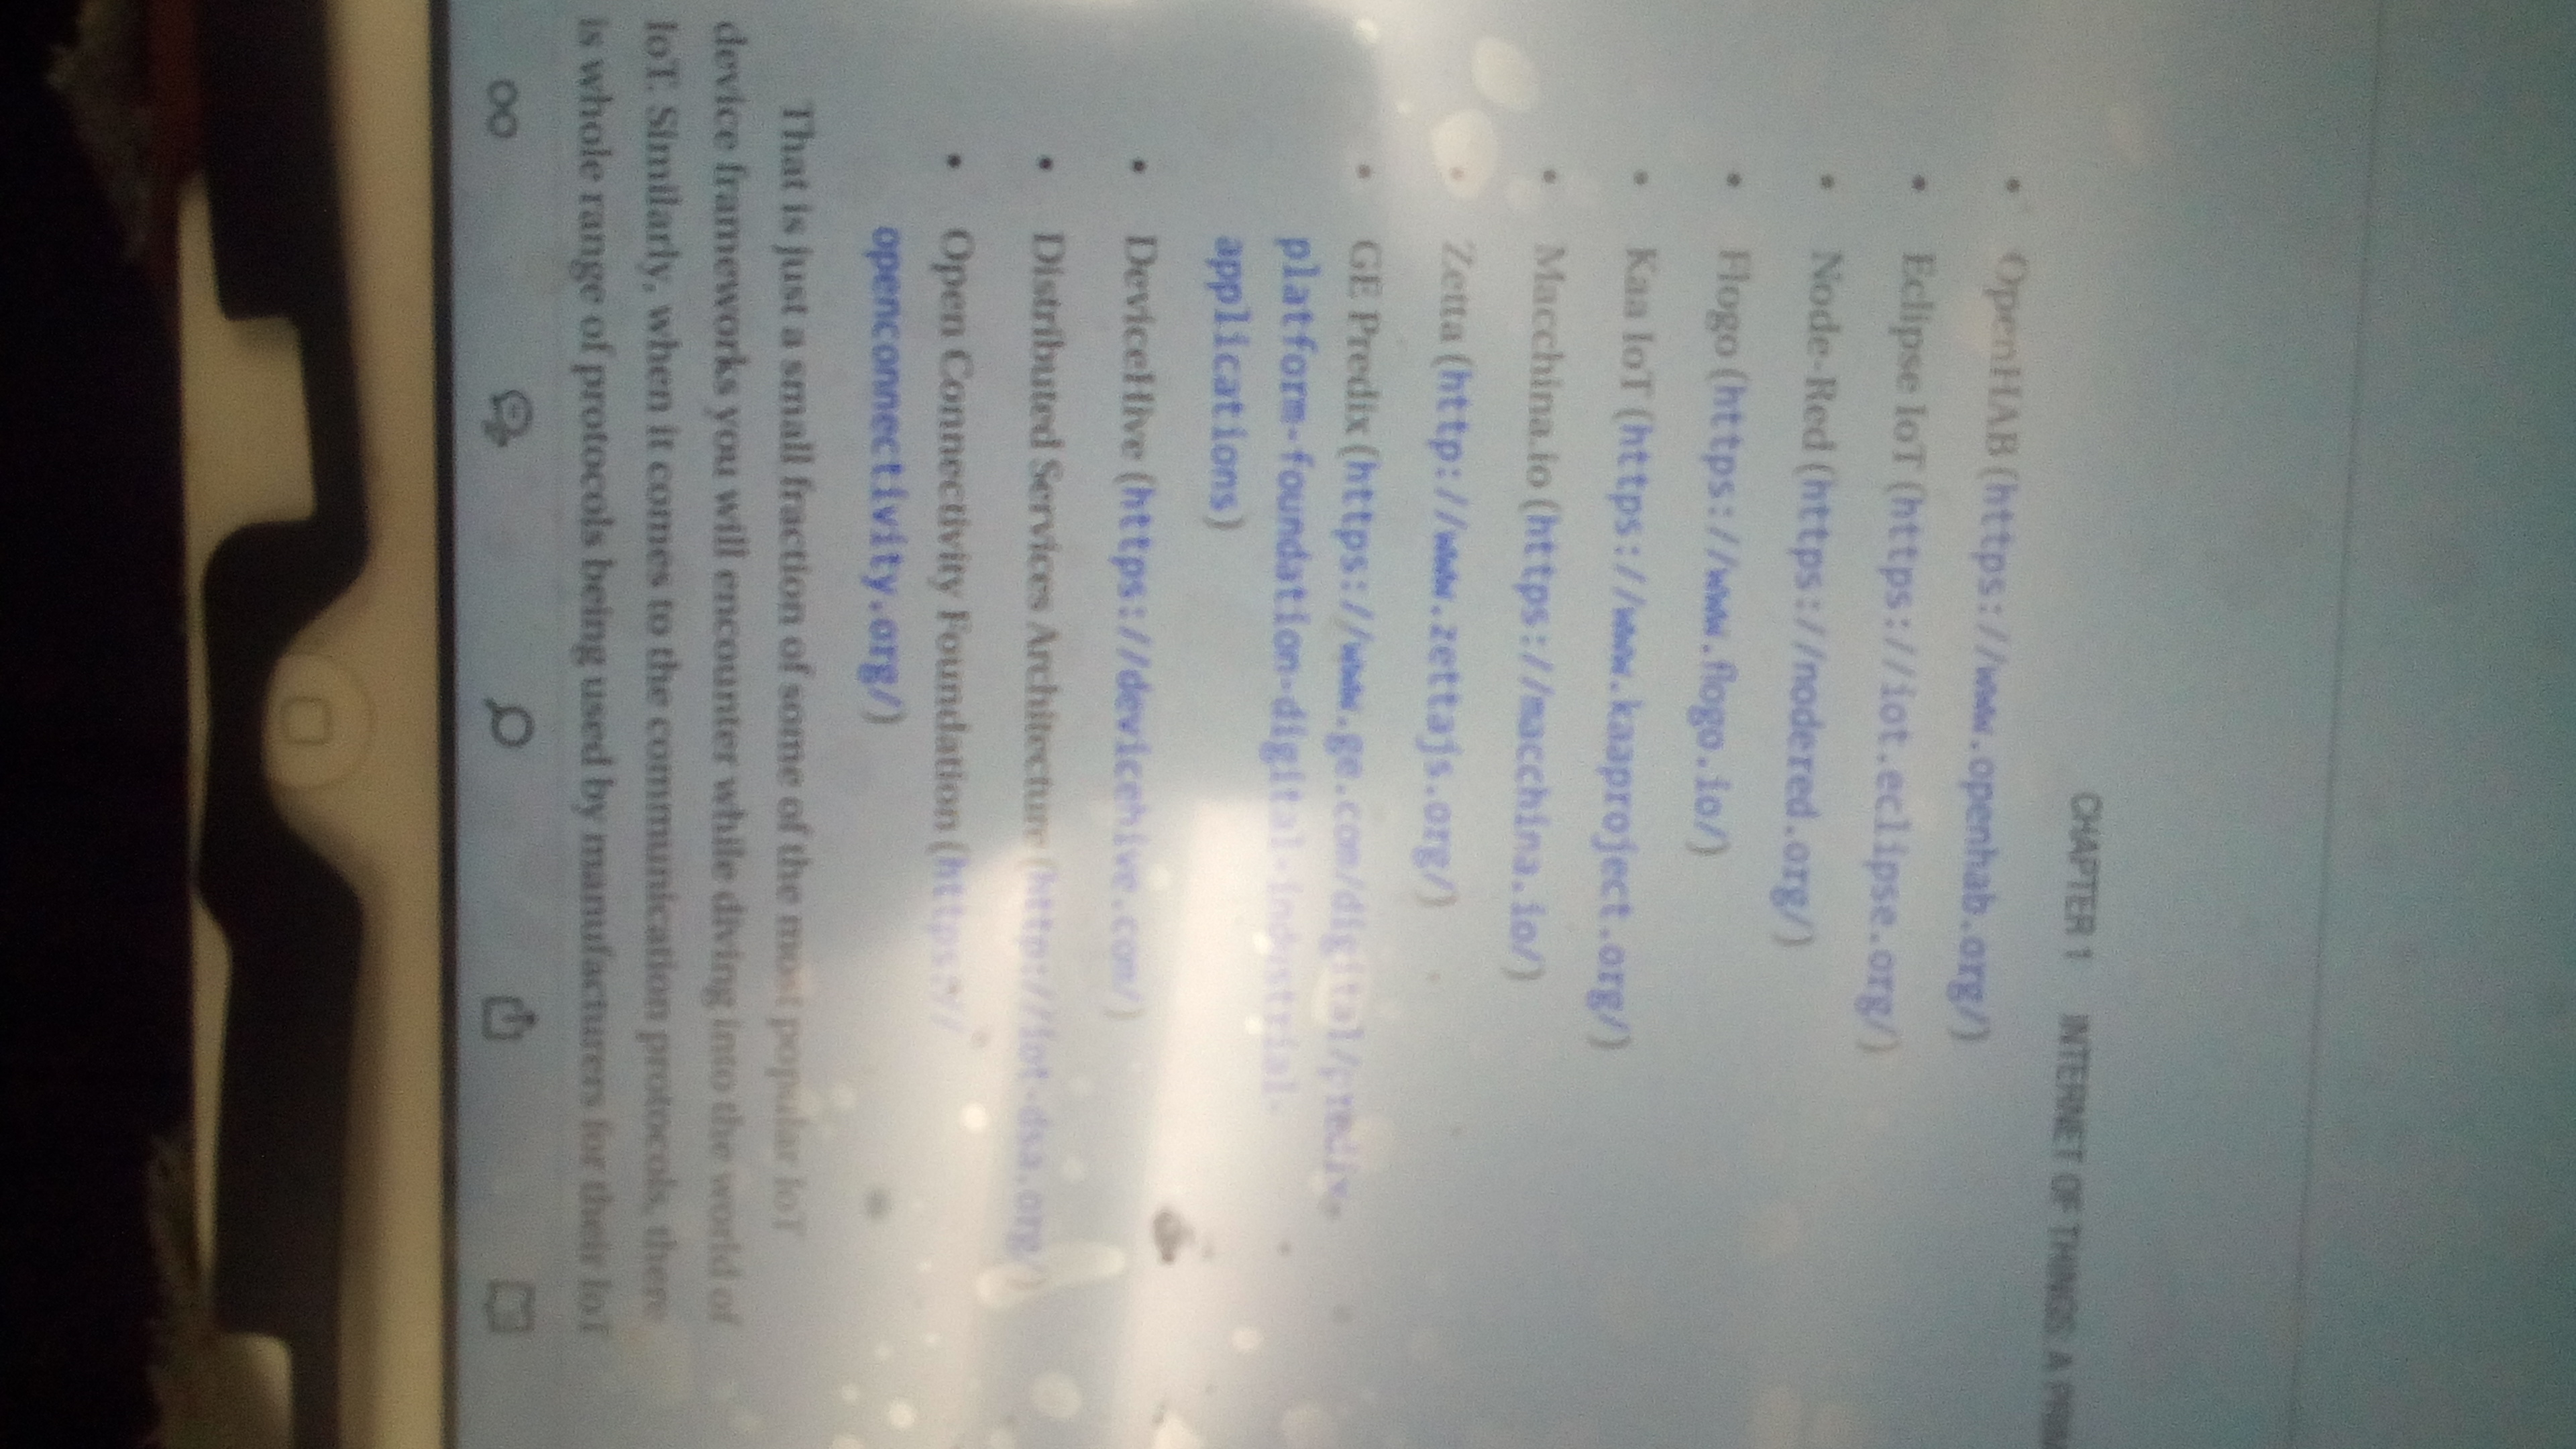 CHAPTER 1 INTERNET OF THINGS: A
• OpenHAB (https://www.openhab.org/)
• Eclipse IoT (https://iot.eclipse.org/)
• Node-Red (https://nodered.org/)
• Flogo (https://www.flogo.io/)
• Kaa IoT (https://www.kaaproject.org/)
• Macchina.io (https://macchina.io/)
• Zetta (http://www.zettajs.org/)
• GE Predix (https://www.ge.com/digital/predix-
platform-foundation-digital-industrial-
applications)
• DeviceHive (https://devicehive.com/)
• Distributed Services Architecture (http://iot-dsa.org/)
• Open Connectivity Foundation (https://
openconnectivity.org/)
That is just a small fraction of some of the most popular IoT
device frameworks you will encounter while diving into the world of
IoT. Similarly, when it comes to the communication protocols, there
is whole range of protocols being used by manufacturers for their IoT